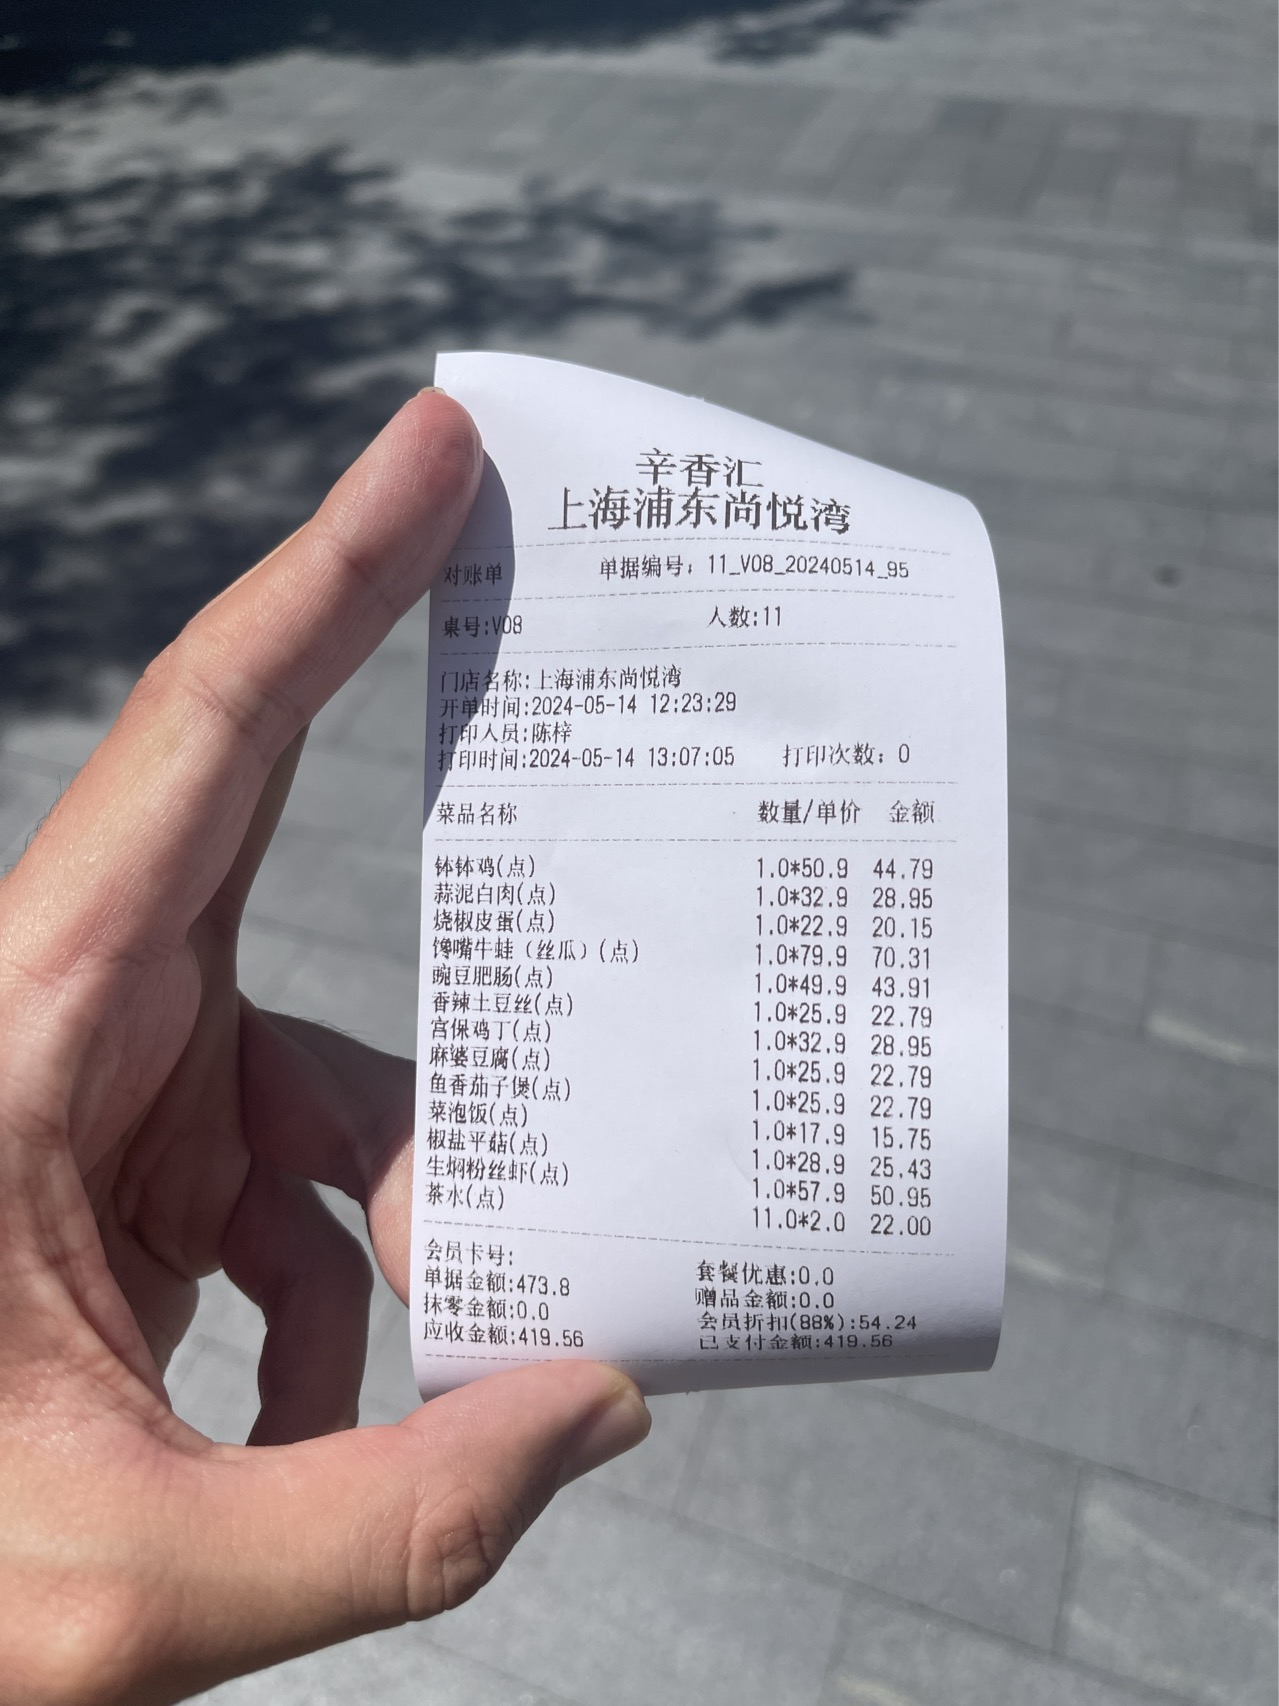 辛香汇
上海浦东尚悦湾
对账单 单据编号：11_V08_20240514_95
桌号:V08 人数:11
门店名称:上海浦东尚悦湾
开单时间:2024-05-14 12:23:29
打印人员:陈梓
打印时间:2024-05-14 13:07:05 打印次数：0
菜品名称 数量/单价 金额
钵钵鸡(点) 1.0*50.9 44.79
蒜泥白肉(点) 1.0*32.9 28.95
烧椒皮蛋(点) 1.0*22.9 20.15
馋嘴牛蛙（丝瓜）(点) 1.0*79.9 70.31
豌豆肥肠(点) 1.0*49.9 43.91
香辣土豆丝(点) 1.0*25.9 22.79
宫保鸡丁(点) 1.0*32.9 28.95
麻婆豆腐(点) 1.0*25.9 22.79
鱼香茄子煲(点) 1.0*25.9 22.79
菜泡饭(点) 1.0*17.9 15.75
椒盐平菇(点) 1.0*28.9 25.43
生焗粉丝虾(点) 1.0*57.9 50.95
茶水(点) 11.0*2.0 22.00
会员卡号:
单据金额:473.8 套餐优惠:0.0
抹零金额:0.0 赠品金额:0.0
会员折扣(88%):54.24
应收金额:419.56 已支付金额:419.56